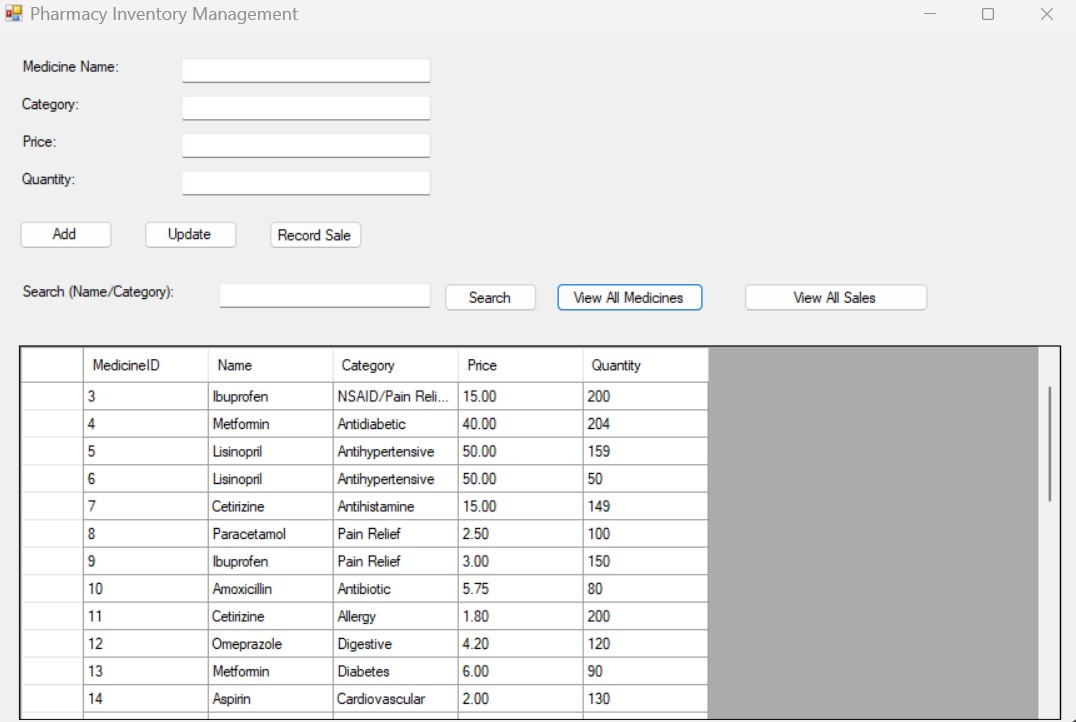 Pharmacy Inventory Management
Medicine Name:
Category:
Price:
Quantity:
Add Update Record Sale
Search (Name/Category): Search View All Medicines View All Sales
MedicineID Name Category Price Quantity
3 Ibuprofen NSAID/Pain Reli... 15.00 200
4 Metformin Antidiabetic 40.00 204
5 Lisinopril Antihypertensive 50.00 159
6 Lisinopril Antihypertensive 50.00 50
7 Cetirizine Antihistamine 15.00 149
8 Paracetamol Pain Relief 2.50 100
9 Ibuprofen Pain Relief 3.00 150
10 Amoxicillin Antibiotic 5.75 80
11 Cetirizine Allergy 1.80 200
12 Omeprazole Digestive 4.20 120
13 Metformin Diabetes 6.00 90
14 Aspirin Cardiovascular 2.00 130